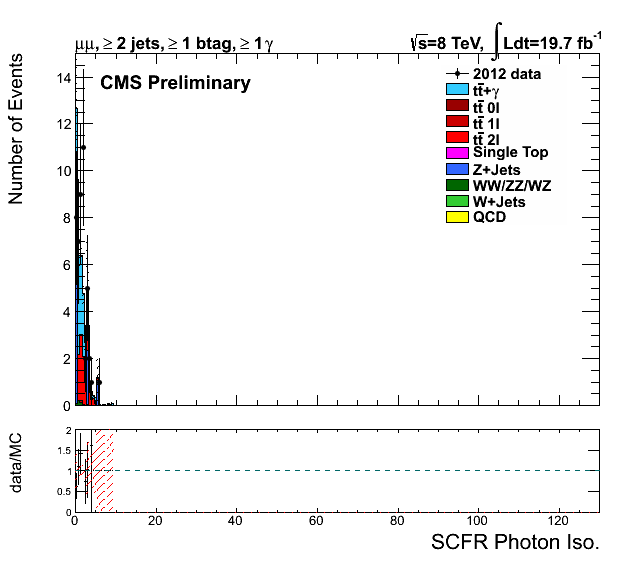 μμ, ≥ 2 jets, ≥ 1 btag, ≥ 1 γ
√s=8 TeV, ∫Ldt=19.7 fb⁻¹
CMS Preliminary
2012 data
tt̅+γ
tt̅ 0l
tt̅ 1l
tt̅ 2l
Single Top
Z+Jets
WW/ZZ/WZ
W+Jets
QCD
Number of Events
14
12
10
8
6
4
2
0
data/MC
2
1.5
1
0.5
0
0 20 40 60 80 100 120
SCFR Photon Iso.